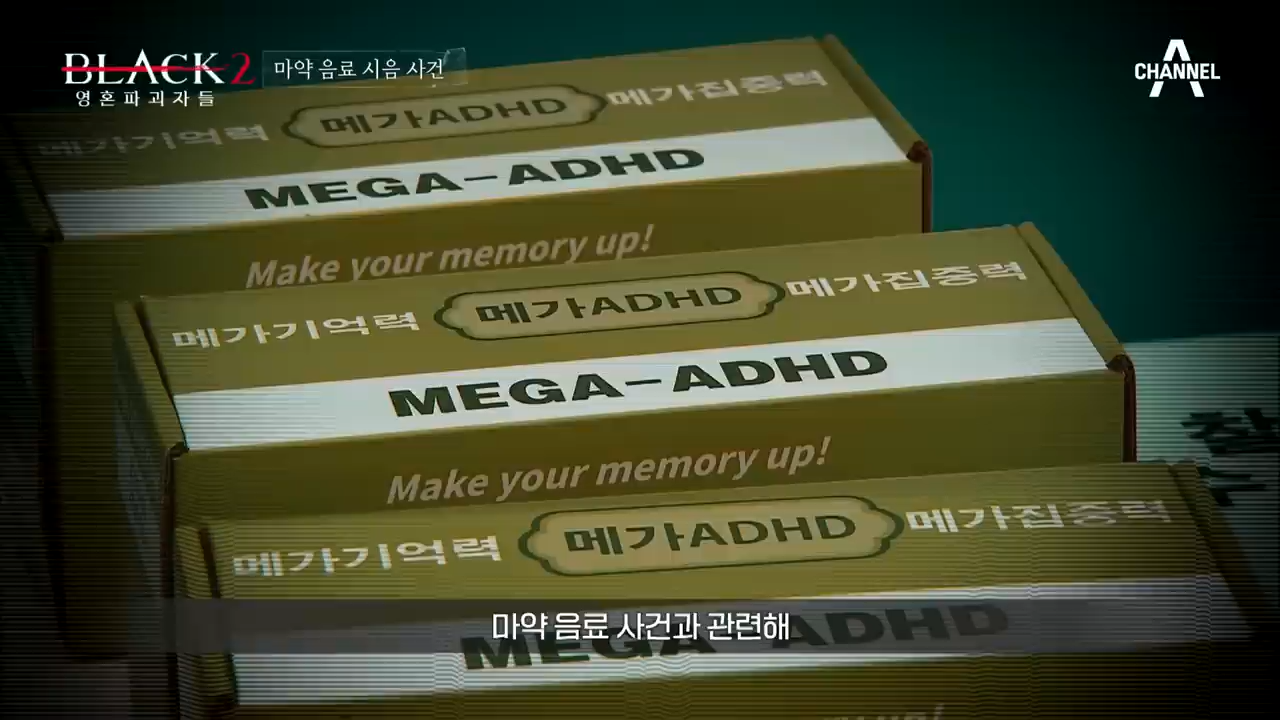 BLACK2
영혼파괴자들
마약 음료 시음 사건
CHANNEL A
메가기억력 메가ADHD 메가집중력
MEGA-ADHD
Make your memory up!
메가기억력 메가ADHD 메가집중력
MEGA-ADHD
Make your memory up!
메가기억력 메가ADHD 메가집중력
MEGA-ADHD
마약 음료 사건과 관련해